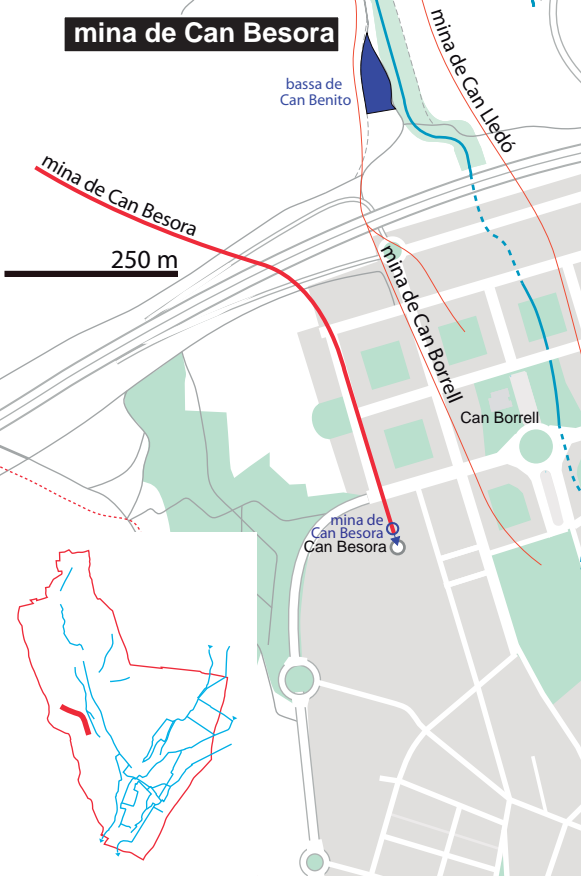 mina de Can Besora
bassa de
Can Benito
mina de Can Lledó
mina de Can Besora
250 m
mina de Can Borrell
Can Borrell
mina de
Can Besora
Can Besora